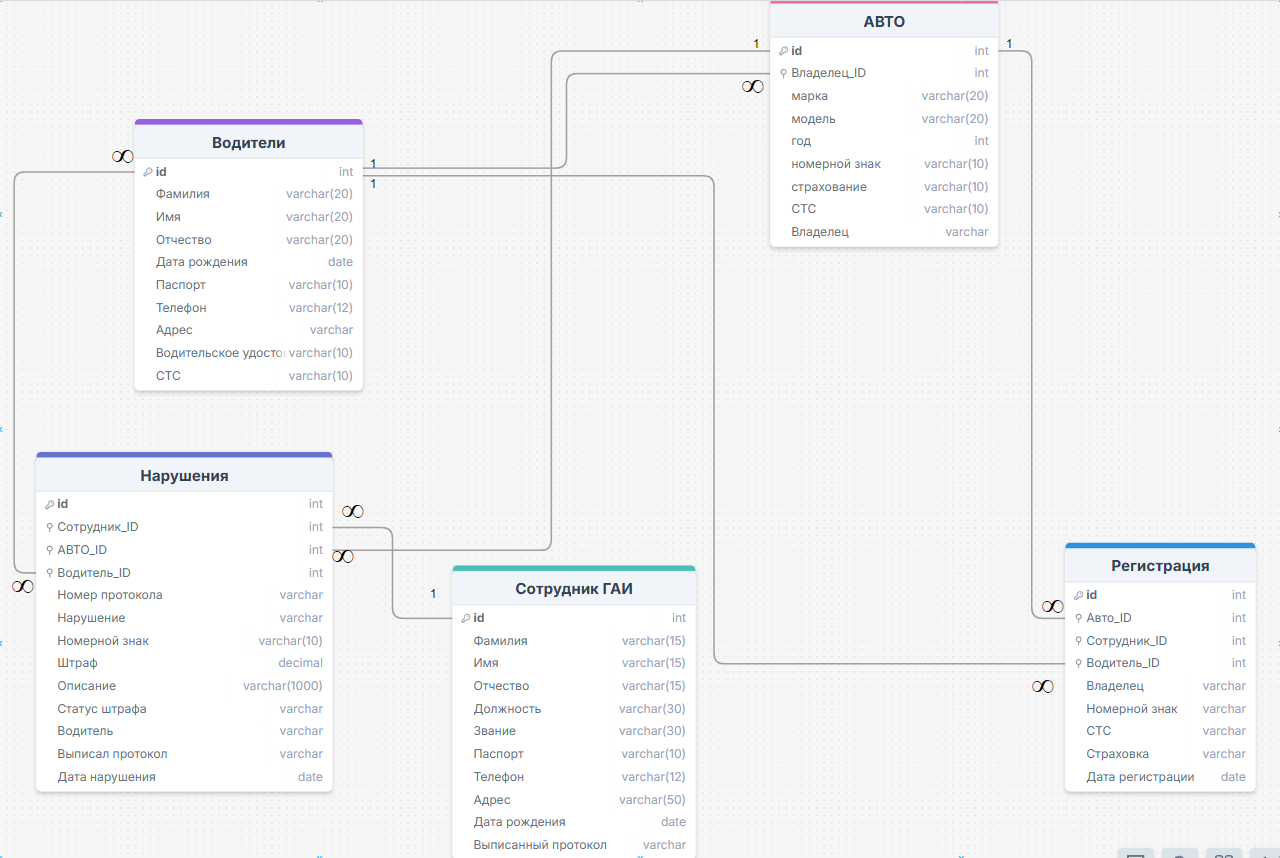 АВТО
id int
Владелец_ID int
марка varchar(20)
модель varchar(20)
год int
номерной знак varchar(10)
страхование varchar(10)
СТС varchar(10)
Владелец varchar
1
1
∞
Водители
id int
Фамилия varchar(20)
Имя varchar(20)
Отчество varchar(20)
Дата рождения date
Паспорт varchar(10)
Телефон varchar(12)
Адрес varchar
Водительское удосто varchar(10)
СТС varchar(10)
∞
1
1
Нарушения
id int
Сотрудник_ID int
АВТО_ID int
Водитель_ID int
Номер протокола varchar
Нарушение varchar
Номерной знак varchar(10)
Штраф decimal
Описание varchar(1000)
Статус штрафа varchar
Водитель varchar
Выписал протокол varchar
Дата нарушения date
∞
∞
∞
1
Сотрудник ГАИ
id int
Фамилия varchar(15)
Имя varchar(15)
Отчество varchar(15)
Должность varchar(30)
Звание varchar(30)
Паспорт varchar(10)
Телефон varchar(12)
Адрес varchar(50)
Дата рождения date
Выписанный протокол varchar
Регистрация
id int
Авто_ID int
Сотрудник_ID int
Водитель_ID int
Владелец varchar
Номерной знак varchar
СТС varchar
Страховка varchar
Дата регистрации date
∞
∞